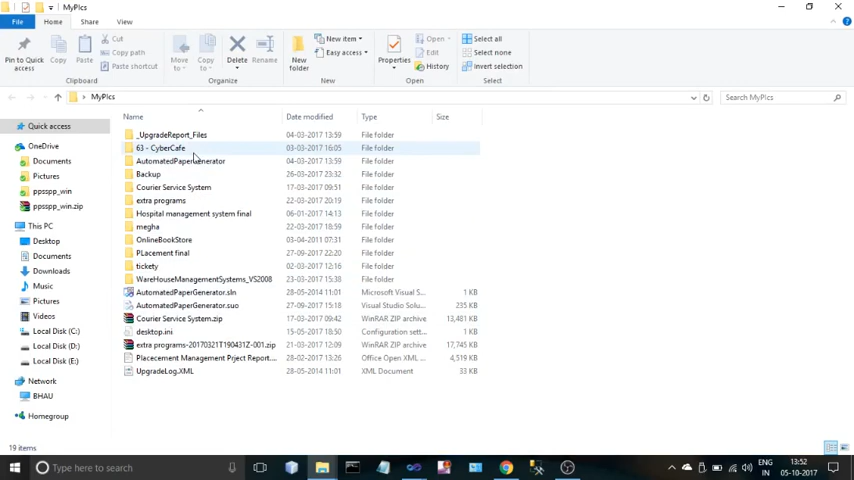 MyPics
File Home Share View
Pin to Quick access
Copy
Paste
Cut
Copy path
Paste shortcut
Clipboard
Move to
Copy to
Delete
Rename
Organize
New folder
New item
Easy access
New
Properties
Open
Edit
History
Open
Select all
Select none
Invert selection
Select
MyPics
Search MyPics
Name Date modified Type Size
Quick access
OneDrive
Documents
Pictures
ppsspp_win
ppsspp_win.zip
This PC
Desktop
Documents
Downloads
Music
Pictures
Videos
Local Disk (C:)
Local Disk (D:)
Local Disk (E:)
Network
BHAU
Homegroup
_UpgradeReport_Files 04-03-2017 13:59 File folder
63 - CyberCafe 03-03-2017 16:05 File folder
AutomatedPaperGenerator 04-03-2017 13:59 File folder
Backup 26-03-2017 23:32 File folder
Courier Service System 17-03-2017 09:51 File folder
extra programs 22-03-2017 20:19 File folder
Hospital management system final 06-01-2017 14:13 File folder
megha 22-03-2017 18:59 File folder
OnlineBookStore 03-04-2011 07:31 File folder
PLacement final 27-09-2017 22:20 File folder
tickety 02-03-2017 12:16 File folder
WareHouseManagementSystems_VS2008 23-03-2017 15:38 File folder
AutomatedPaperGenerator.sln 28-05-2014 11:01 Microsoft Visual S... 1 KB
AutomatedPaperGenerator.suo 27-09-2017 15:18 Visual Studio Solu... 235 KB
Courier Service System.zip 17-03-2017 09:42 WinRAR ZIP archive 13,481 KB
desktop.ini 15-05-2017 18:50 Configuration sett... 1 KB
extra programs-20170321T190431Z-001.zip 21-03-2017 12:09 WinRAR ZIP archive 17,745 KB
Placecement Management Prject Report.... 28-02-2017 13:26 Office Open XML ... 4,519 KB
UpgradeLog.XML 28-05-2014 11:01 XML Document 33 KB
19 items
Type here to search
ENG
IN
13:52
05-10-2017